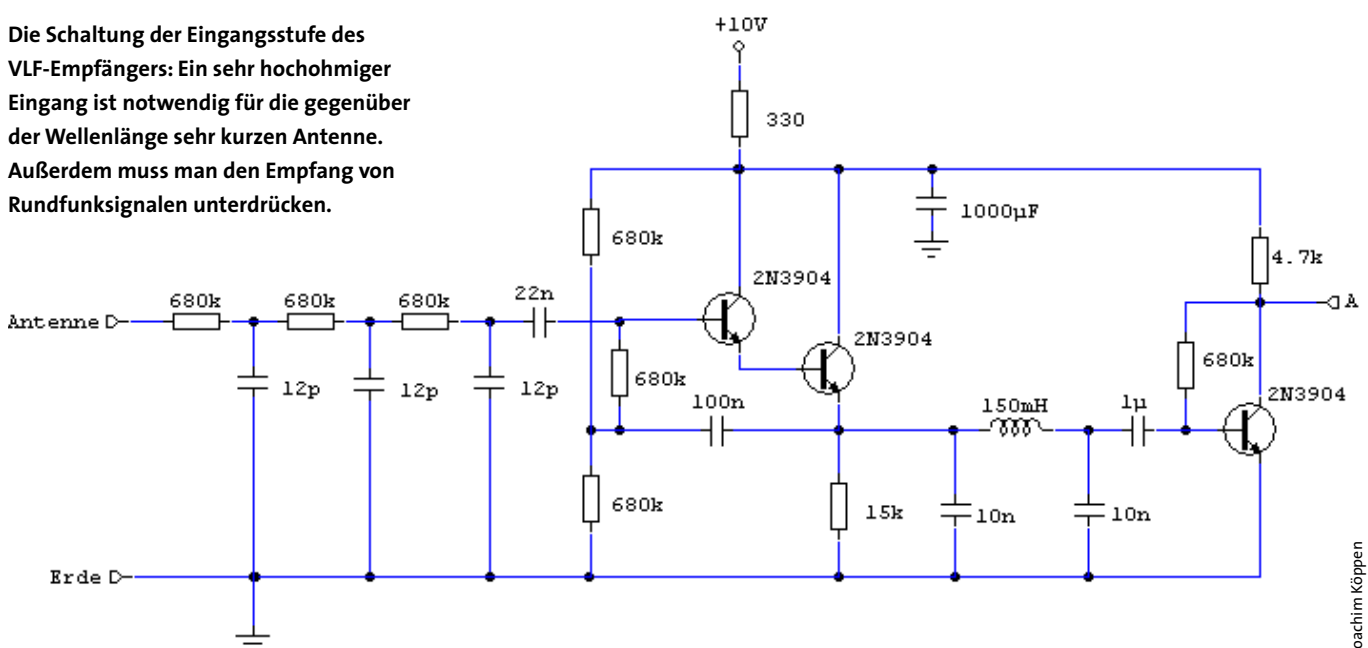 Die Schaltung der Eingangsstufe des
VLF-Empfängers: Ein sehr hochohmiger
Eingang ist notwendig für die gegenüber
der Wellenlänge sehr kurzen Antenne.
Außerdem muss man den Empfang von
Rundfunksignalen unterdrücken.
+10V
330
680k
1000µF
4.7k
2N3904
A
Antenne
680k
680k
680k
22n
2N3904
12p
12p
12p
680k
100n
150mH
1µ
680k
2N3904
680k
15k
10n
10n
Erde
oachim Köppen